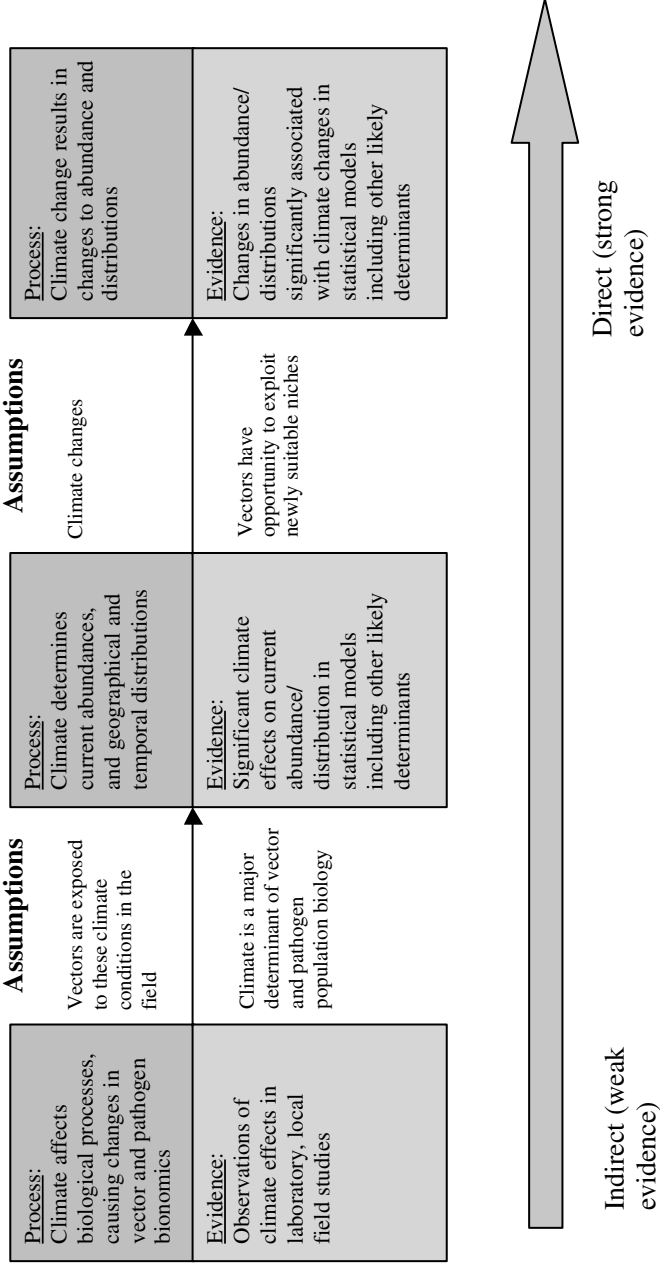 Process:
Climate affects
biological processes,
causing changes in
vector and pathogen
bionomics
Evidence:
Observations of
climate effects in
laboratory, local
field studies
Assumptions
Vectors are exposed
to these climate
conditions in the
field
Climate is a major
determinant of vector
and pathogen
population biology
Process:
Climate determines
current abundances,
and geographical and
temporal distributions
Evidence:
Significant climate
effects on current
abundance/
distribution in
statistical models
including other likely
determinants
Assumptions
Climate changes
Vectors have
opportunity to exploit
newly suitable niches
Process:
Climate change results in
changes to abundance and
distributions
Evidence:
Changes in abundance/
distributions
significantly associated
with climate changes in
statistical models
including other likely
determinants
Indirect (weak
evidence)
Direct (strong
evidence)